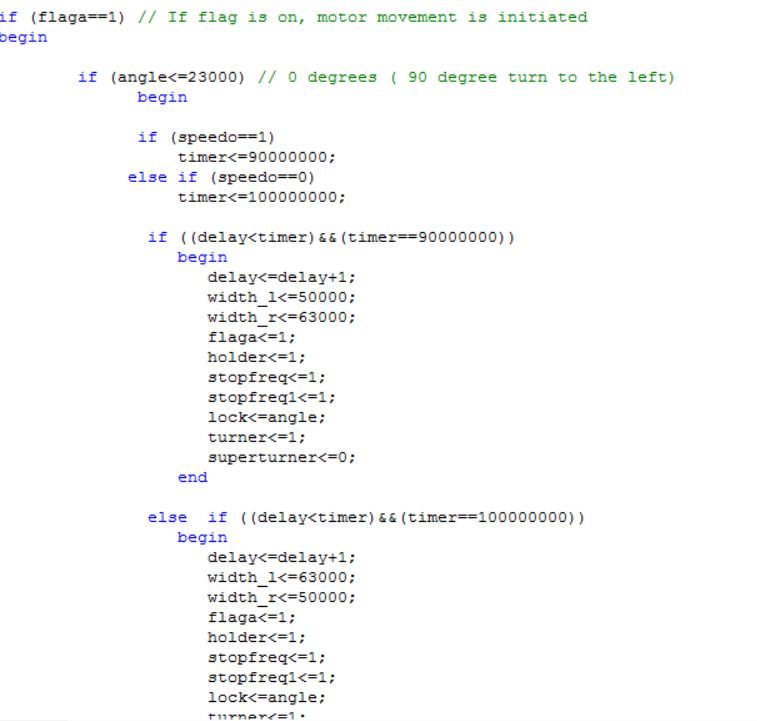 if (flaga==1) // If flag is on, motor movement is initiated
begin
if (angle<=23000) // 0 degrees ( 90 degree turn to the left)
begin
if (speedo==1)
timer<=90000000;
else if (speedo==0)
timer<=100000000;
if ((delay<timer)&&(timer==90000000))
begin
delay<=delay+1;
width_l<=50000;
width_r<=63000;
flaga<=1;
holder<=1;
stopfreq<=1;
stopfreq1<=1;
lock<=angle;
turner<=1;
superturner<=0;
end
else if ((delay<timer)&&(timer==100000000))
begin
delay<=delay+1;
width_l<=63000;
width_r<=50000;
flaga<=1;
holder<=1;
stopfreq<=1;
stopfreq1<=1;
lock<=angle;
turner<=1;